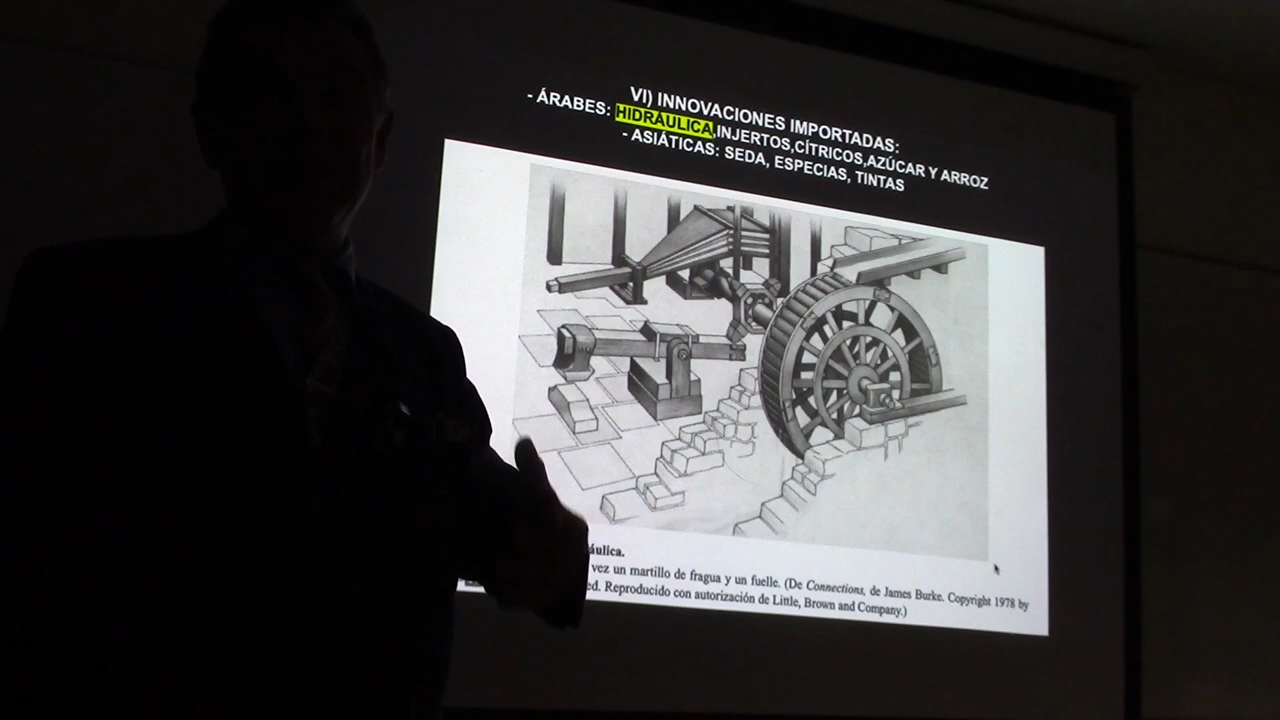 VI) INNOVACIONES IMPORTADAS:
- ÁRABES: HIDRÁULICA,INJERTOS,CÍTRICOS,AZÚCAR Y ARROZ
- ASIÁTICAS: SEDA, ESPECIAS, TINTAS
áulica.
vez un martillo de fragua y un fuelle. (De Connections, de James Burke. Copyright 1978 by
ed. Reproducido con autorización de Little, Brown and Company.)